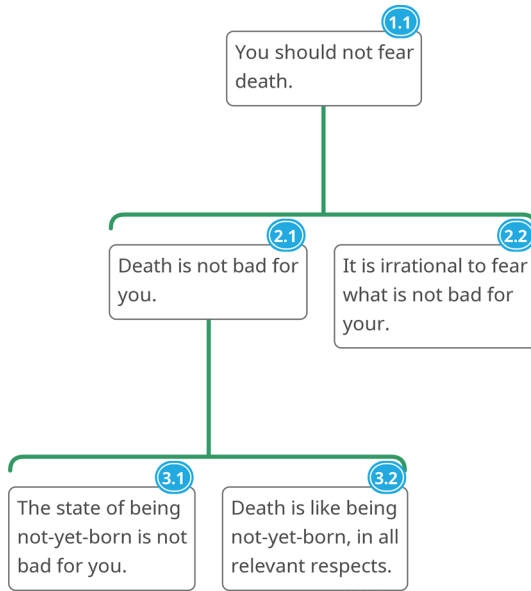 1.1
You should not fear
death.
2.1
Death is not bad for
you.
2.2
It is irrational to fear
what is not bad for
your.
3.1
The state of being
not-yet-born is not
bad for you.
3.2
Death is like being
not-yet-born, in all
relevant respects.